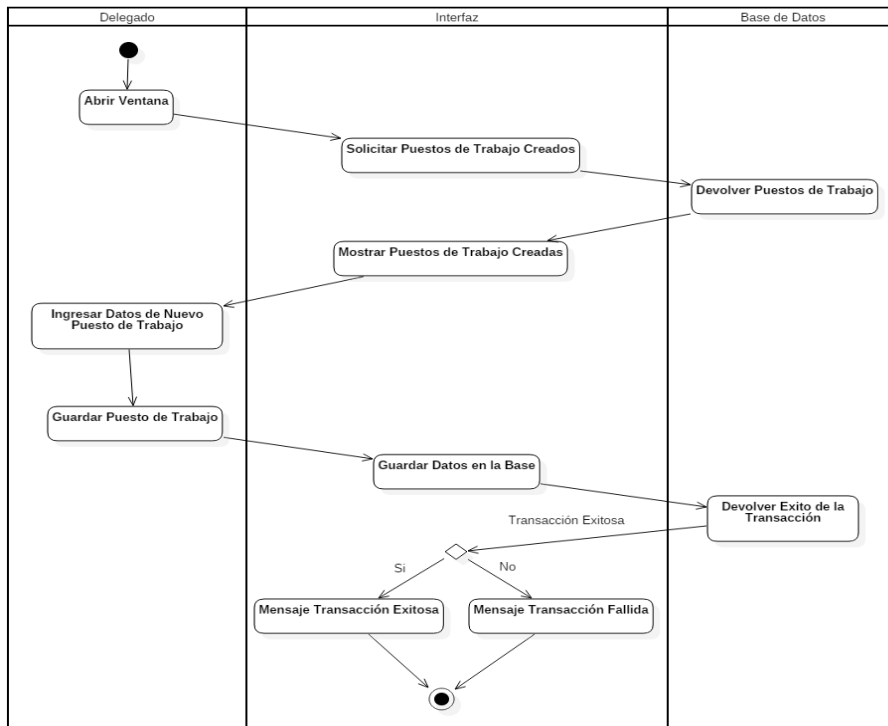 Delegado
Interfaz
Base de Datos
Abrir Ventana
Solicitar Puestos de Trabajo Creados
Devolver Puestos de Trabajo
Mostrar Puestos de Trabajo Creadas
Ingresar Datos de Nuevo
Puesto de Trabajo
Guardar Puesto de Trabajo
Guardar Datos en la Base
Devolver Exito de la
Transacción
Transacción Exitosa
Si
No
Mensaje Transacción Exitosa
Mensaje Transacción Fallida